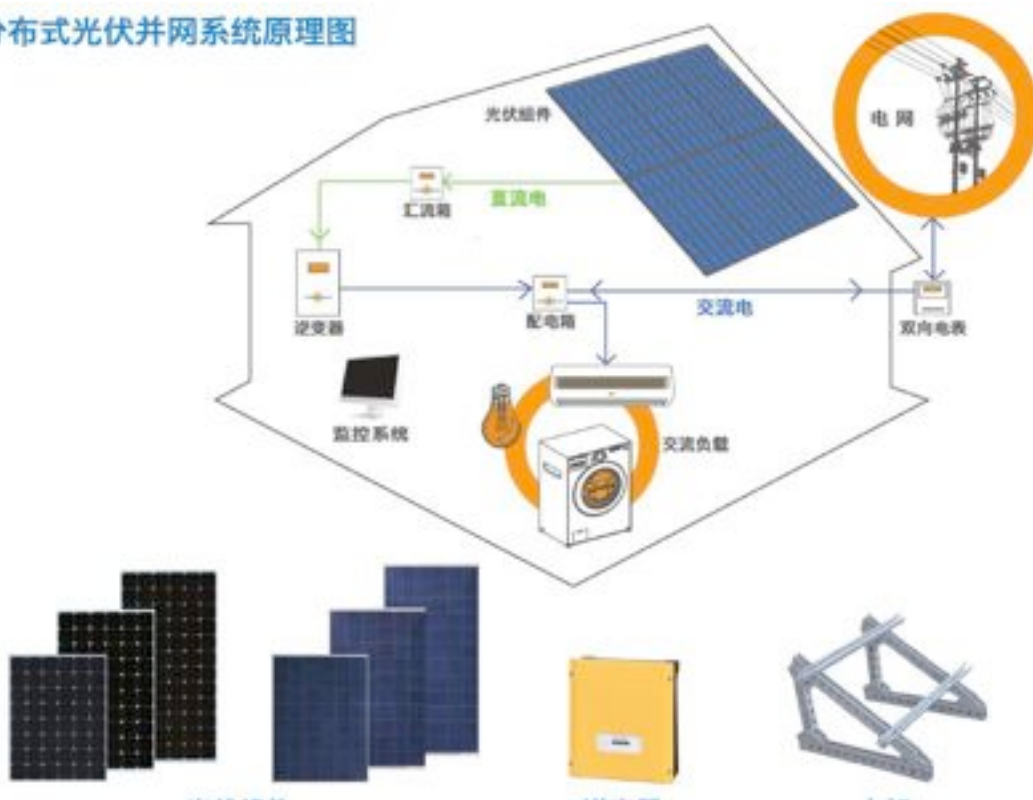 布式光伏并网系统原理图
光伏组件
电 网
汇流箱
直流电
逆变器
配电箱
交流电
双向电表
监控系统
交流负载